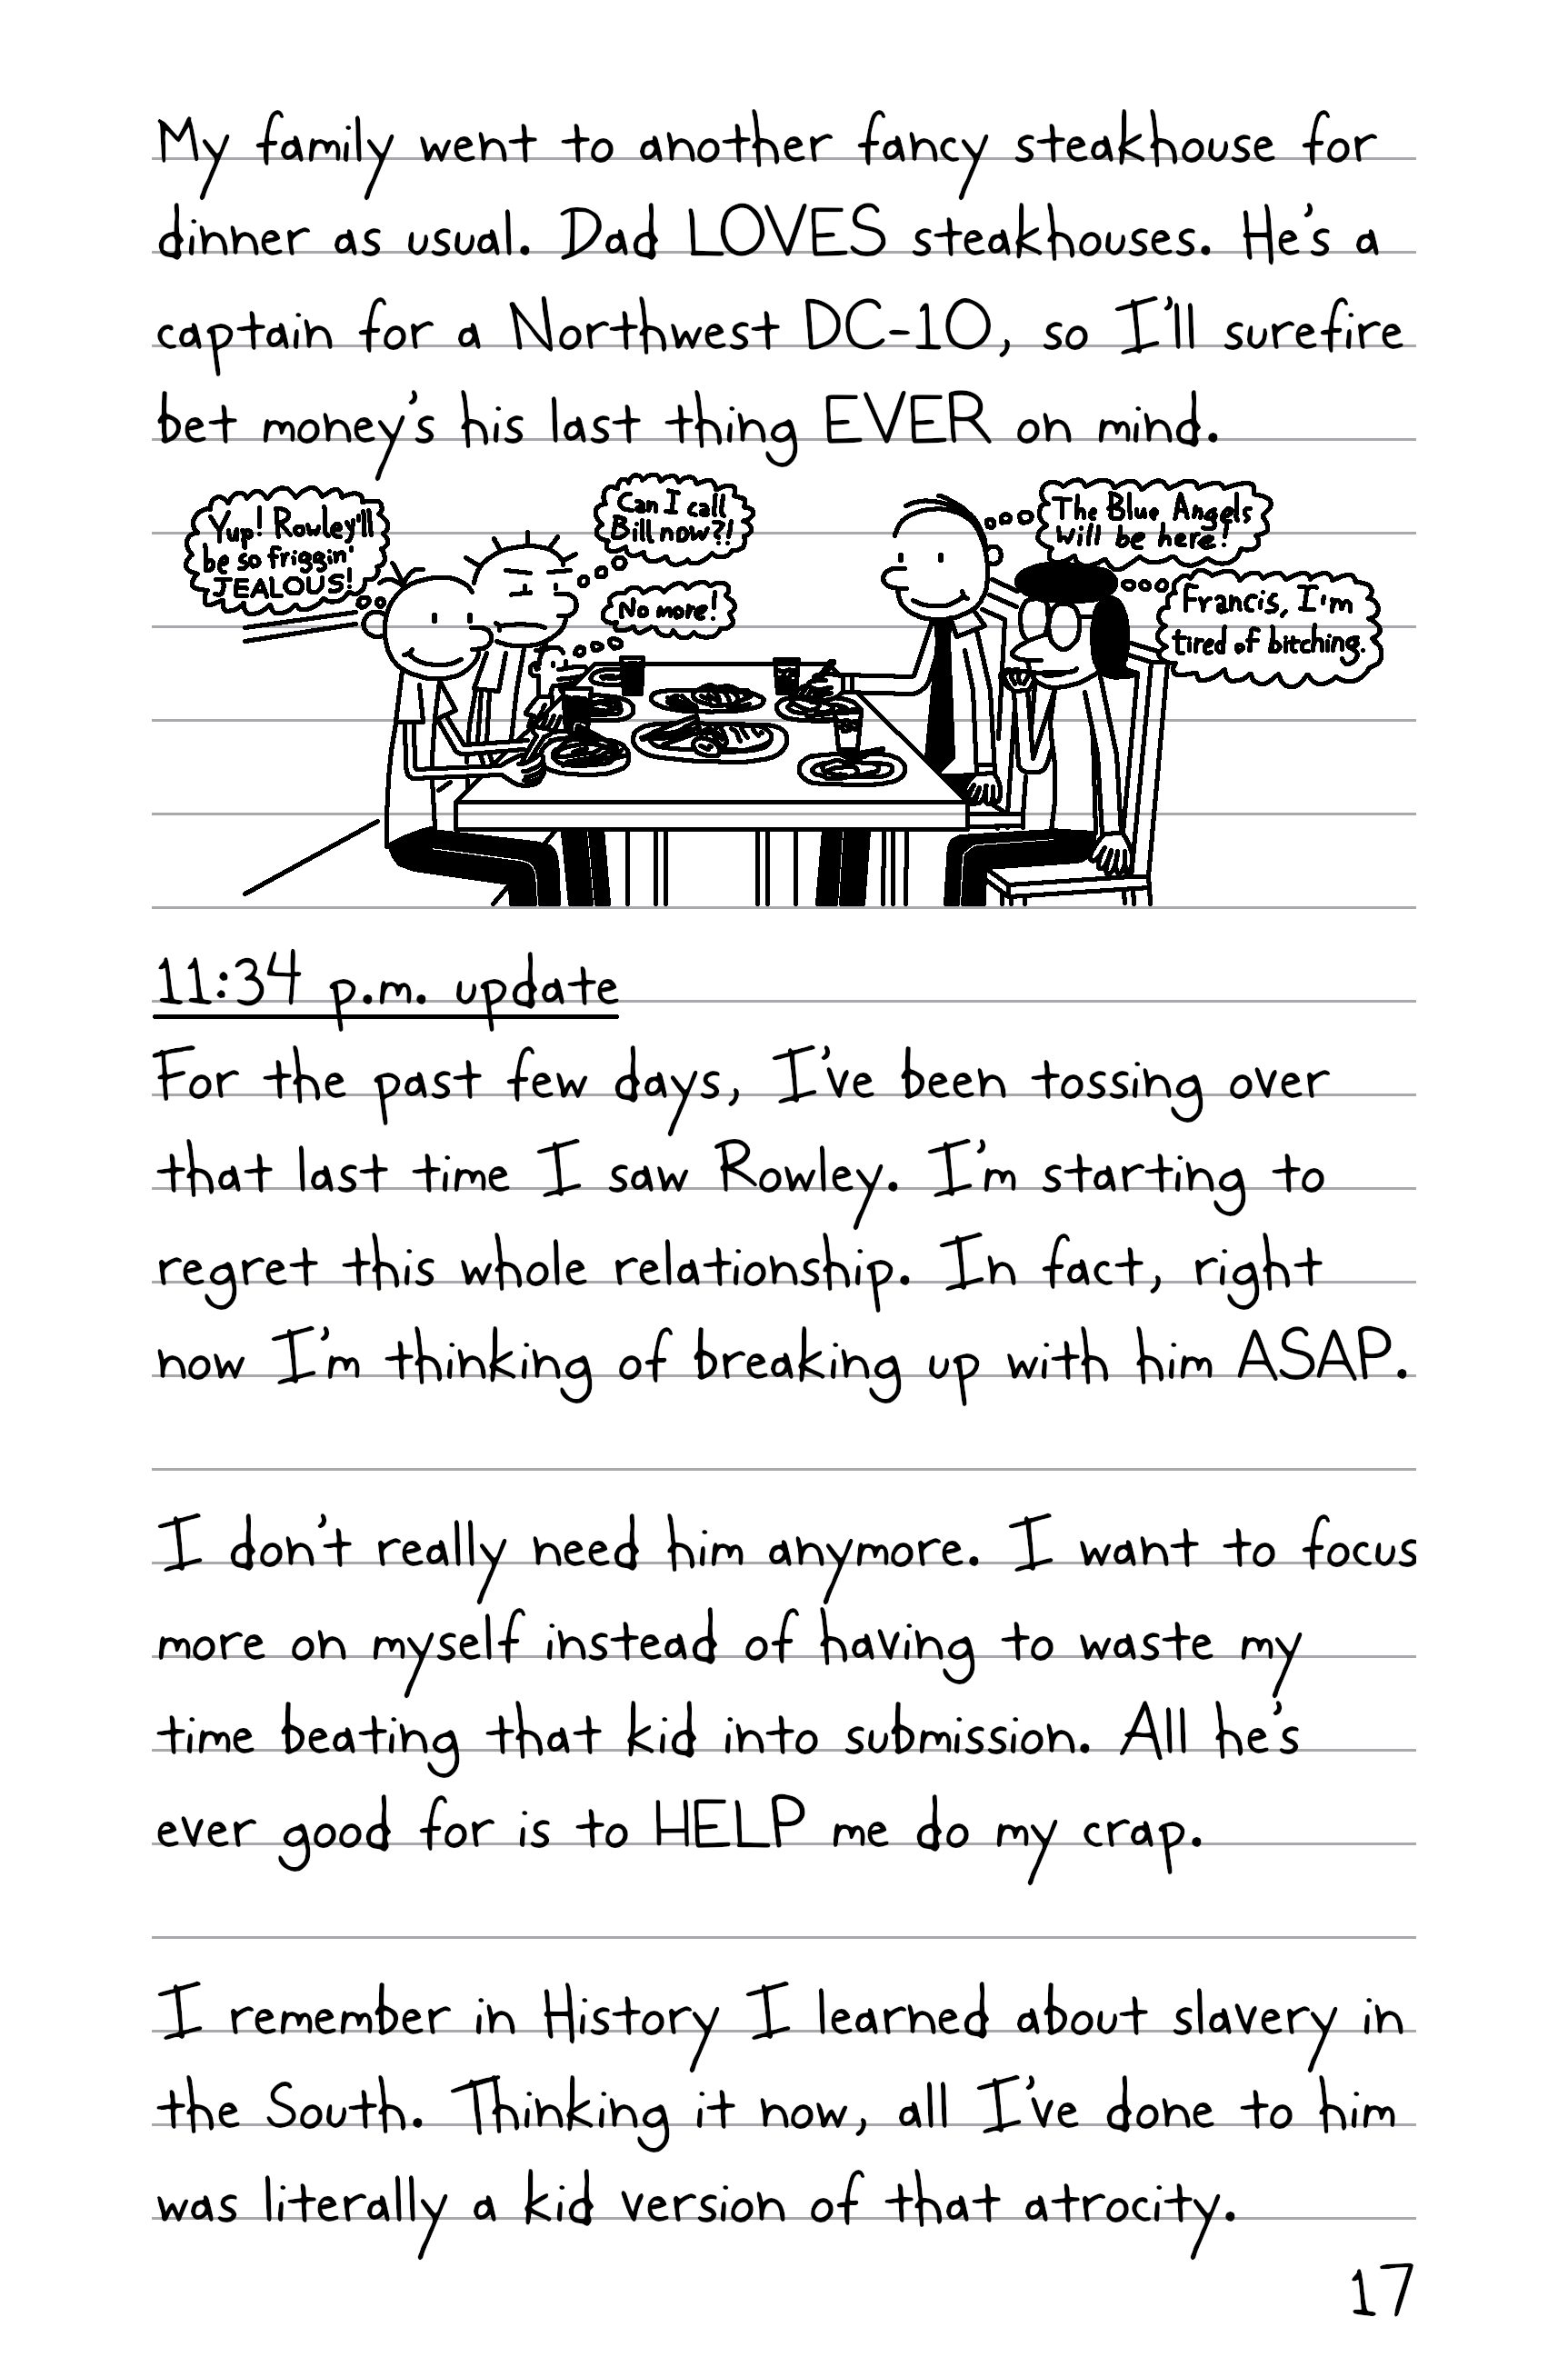 My family went to another fancy steakhouse for
dinner as usual. Dad LOVES steakhouses. He's a
captain for a Northwest DC-10, so I'll surefire
bet money's his last thing EVER on mind.
Yup! Rowley'll
be so friggin'
JEALOUS!
Can I call
Bill now?!
No more!
The Blue Angels
will be here!
Francis, I'm
tired of bitching.
11:34 p.m. update
For the past few days, I've been tossing over
that last time I saw Rowley. I'm starting to
regret this whole relationship. In fact, right
now I'm thinking of breaking up with him ASAP.
I don't really need him anymore. I want to focus
more on myself instead of having to waste my
time beating that kid into submission. All he's
ever good for is to HELP me do my crap.
I remember in History I learned about slavery in
the South. Thinking it now, all I've done to him
was literally a kid version of that atrocity.
17